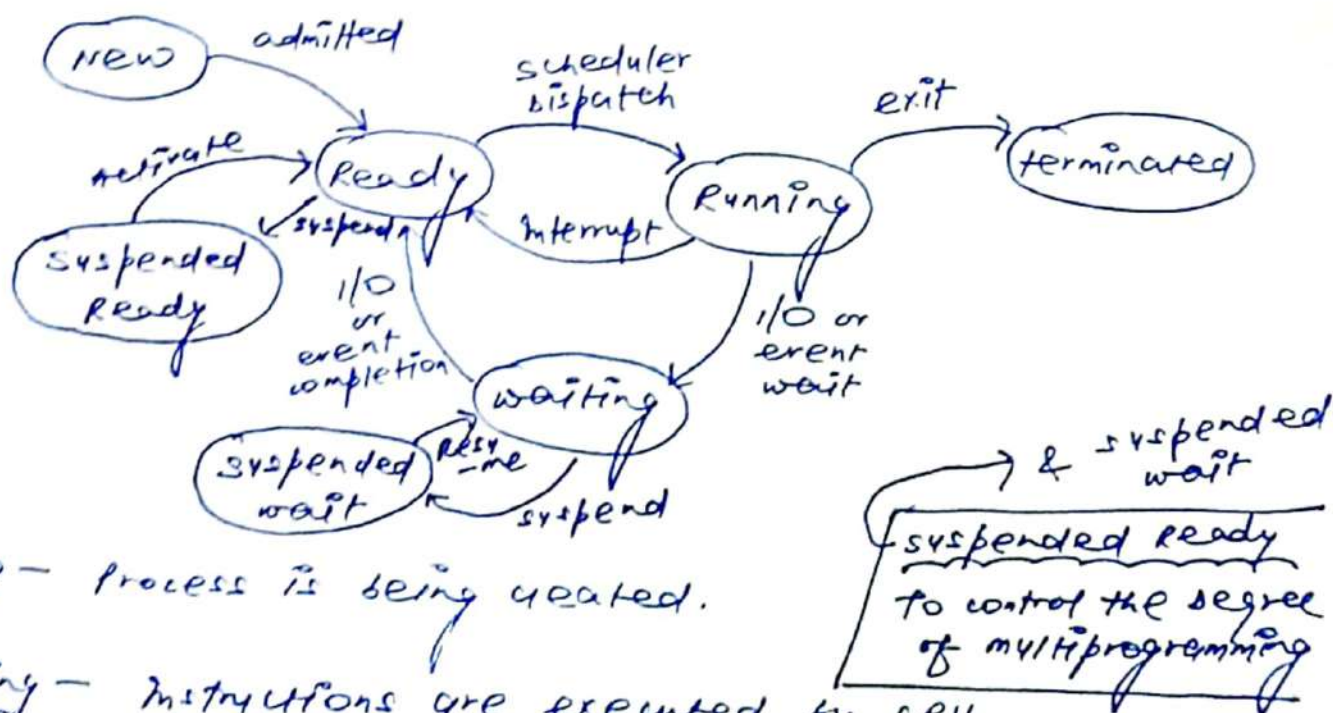 New
admitted
scheduler
Dispatch
exit
terminated
Activate
Ready
Running
suspend
Interrupt
suspended
Ready
I/O
or
event
completion
I/O or
event
wait
waiting
suspended
wait
Resu
-me
suspend
& suspended
wait
suspended Ready
To control the Degree
of multiprogramming
- Process is being created.
- Instructions are executed